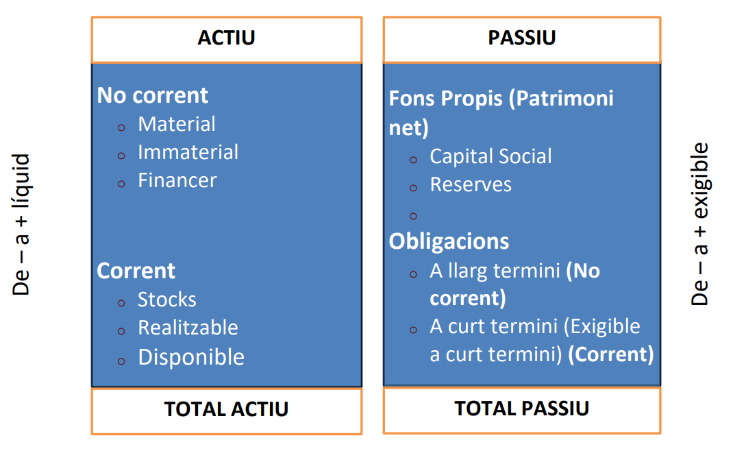 De – a + líquid
ACTIU
No corrent
Material
Immaterial
Financer
Corrent
Stocks
Realitzable
Disponible
TOTAL ACTIU
PASSIU
Fons Propis (Patrimoni
net)
Capital Social
Reserves
Obligacions
A llarg termini (No
corrent)
A curt termini (Exigible
a curt termini) (Corrent)
TOTAL PASSIU
De – a + exigible